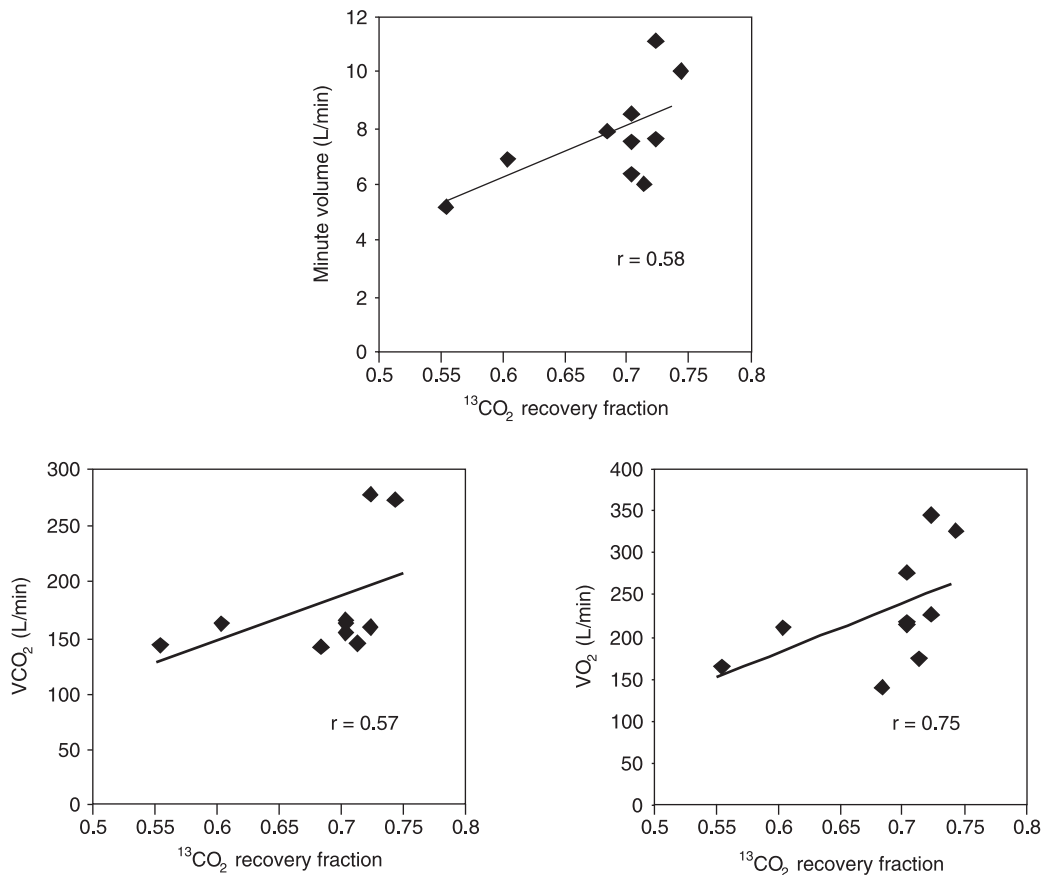 Minute volume (L/min)
12
10
8
6
4
2
0
r = 0.58
0.5 0.55 0.6 0.65 0.7 0.75 0.8
¹³CO₂ recovery fraction
VCO₂ (L/min)
300
250
200
150
100
50
0
r = 0.57
0.5 0.55 0.6 0.65 0.7 0.75 0.8
¹³CO₂ recovery fraction
VO₂ (L/min)
400
350
300
250
200
150
100
50
0
r = 0.75
0.5 0.55 0.6 0.65 0.7 0.75 0.8
¹³CO₂ recovery fraction